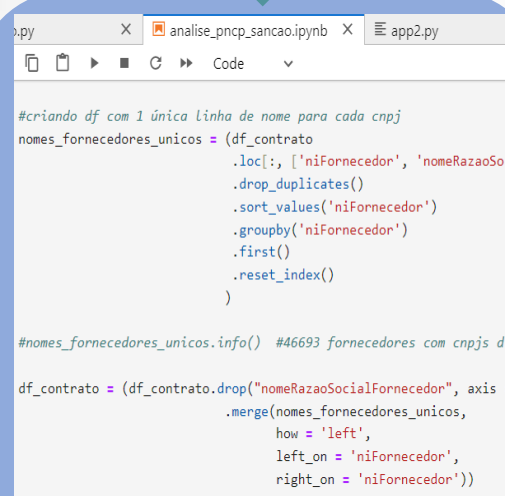 .py analise_pncp_sancao.ipynb app2.py
Code
#criando df com 1 única linha de nome para cada cnpj
nomes_fornecedores_unicos = (df_contrato
.loc[:, ['niFornecedor', 'nomeRazaoSo
.drop_duplicates()
.sort_values('niFornecedor')
.groupby('niFornecedor')
.first()
.reset_index()
)
#nomes_fornecedores_unicos.info() #46693 fornecedores com cnpjs d
df_contrato = (df_contrato.drop("nomeRazaoSocialFornecedor", axis
.merge(nomes_fornecedores_unicos,
how = 'left',
left_on = 'niFornecedor',
right_on = 'niFornecedor'))